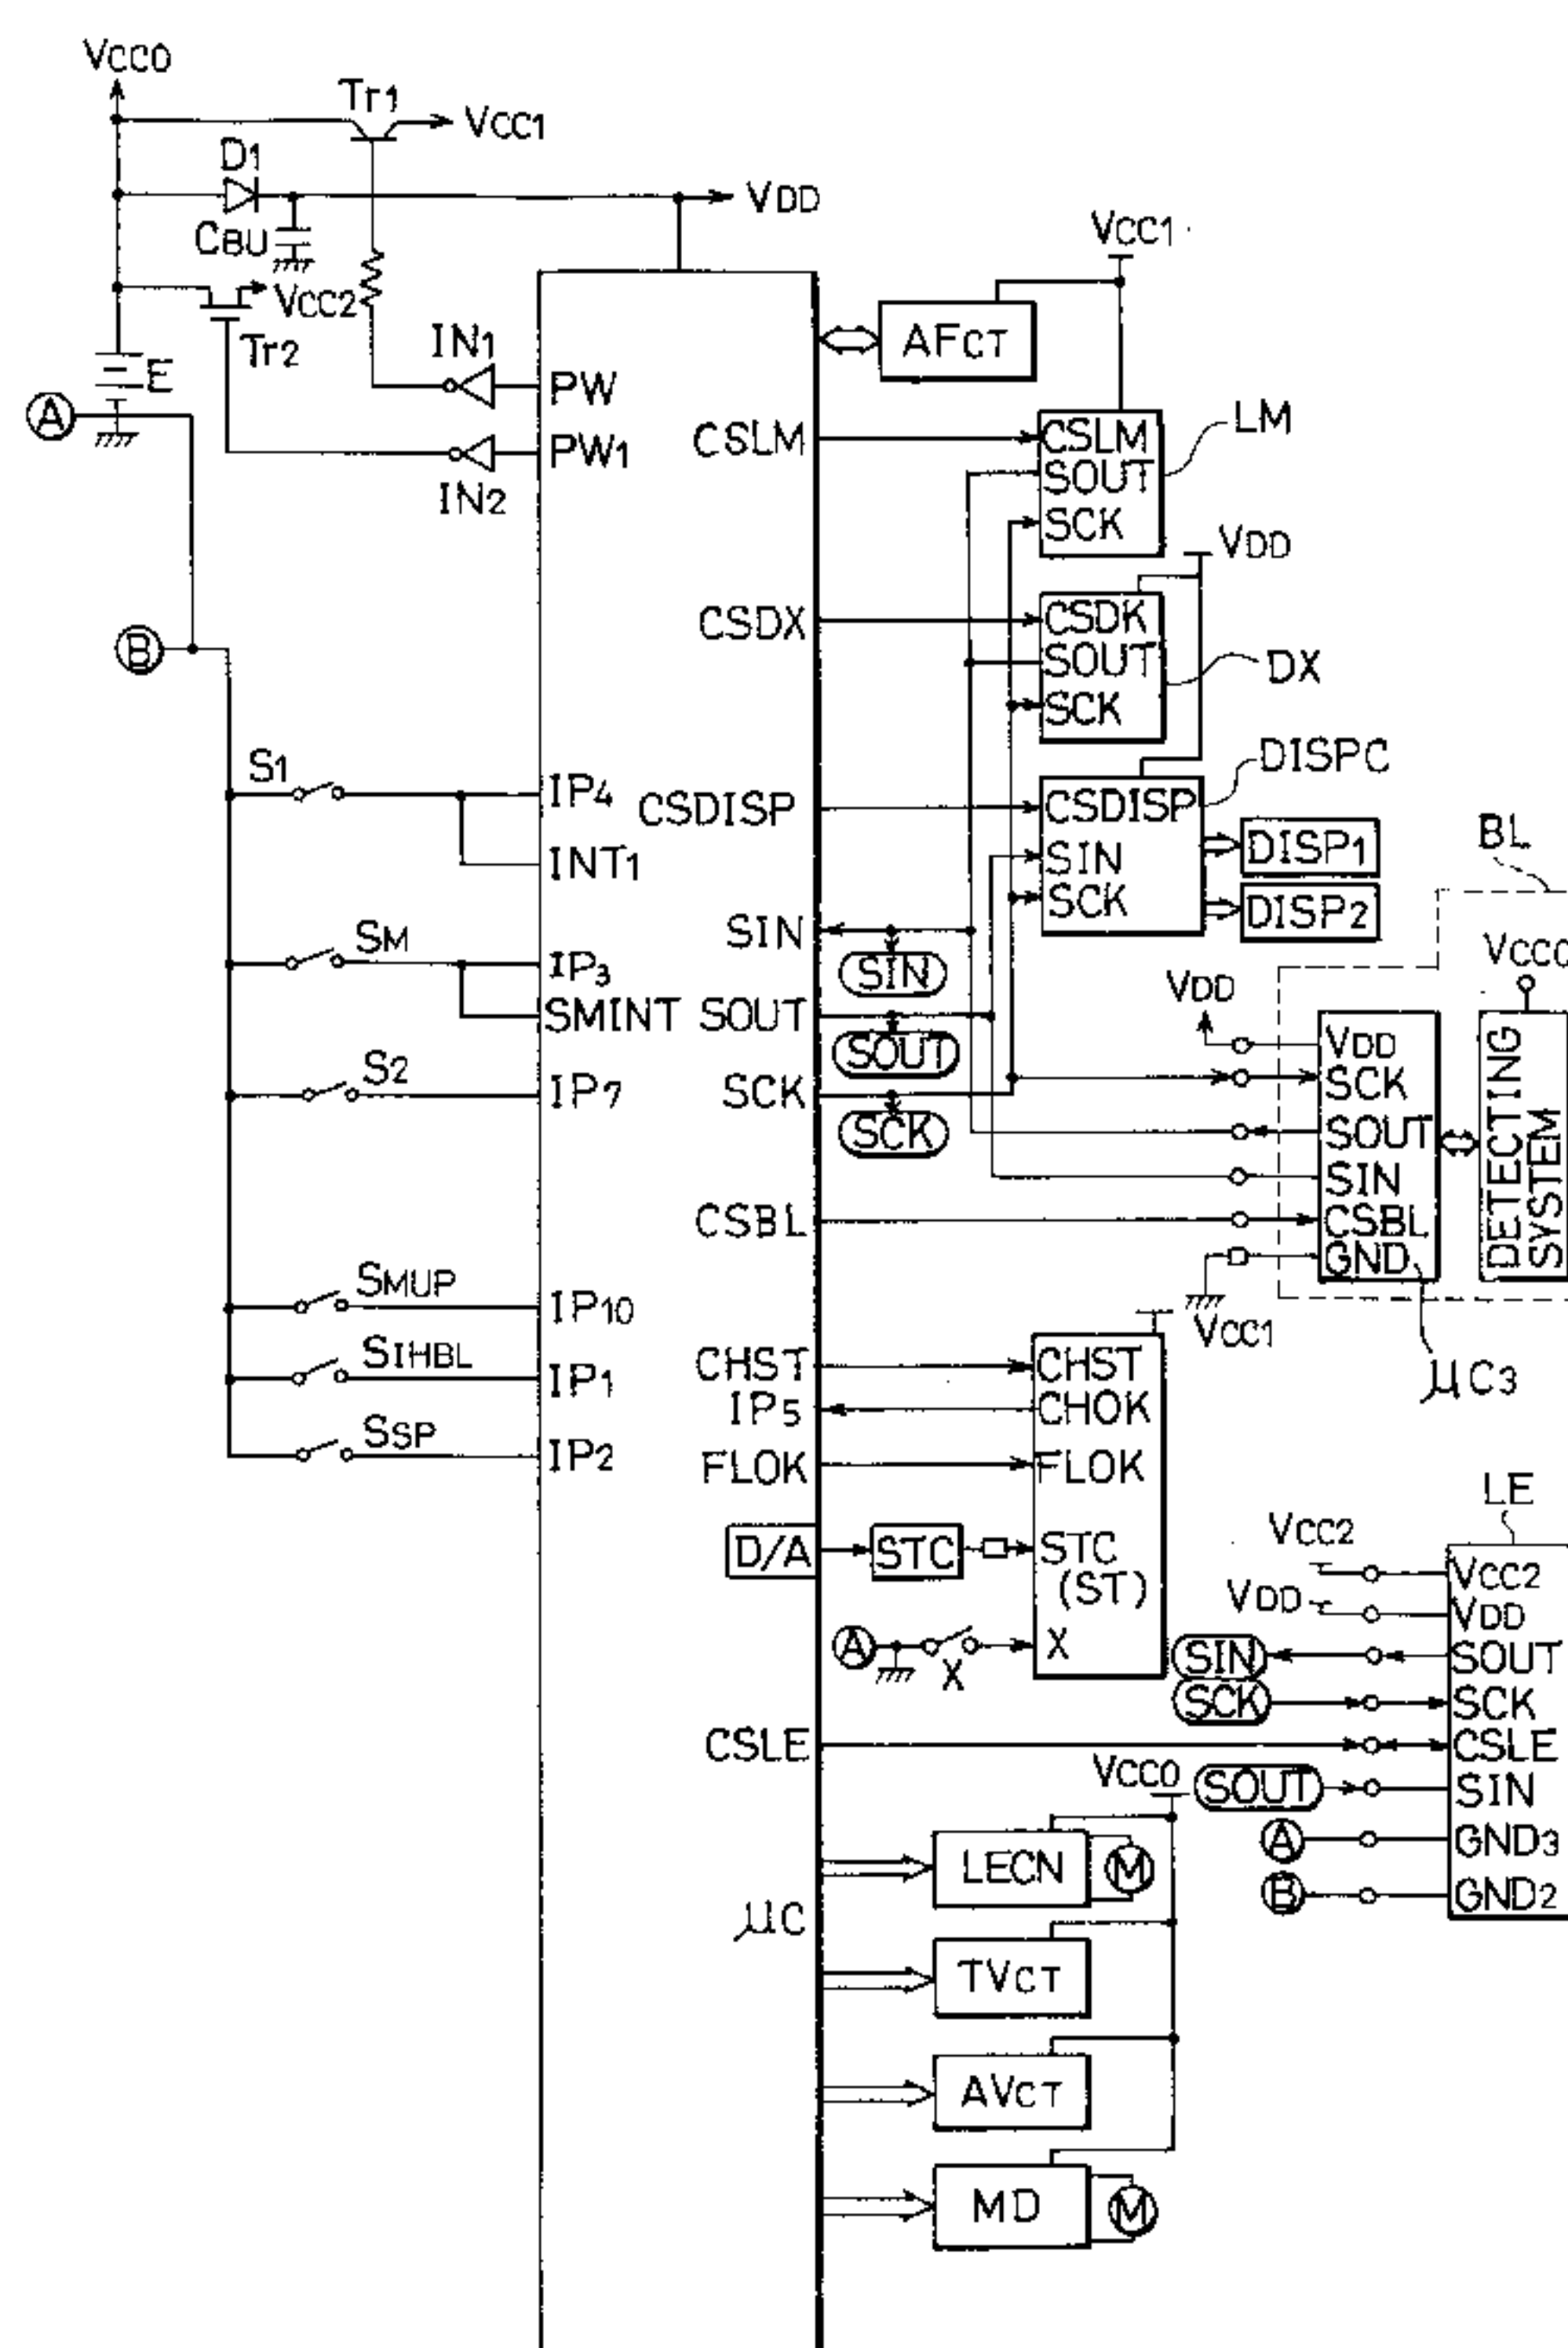 VCC0
Tr1
VCC1
D1
VDD
CBU
VCC1
VCC2
Tr2
IN1
AFCT
E
PW
A
CSLM
CSLM
LM
PW1
SOUT
IN2
SCK
VDD
CSDX
CSDK
B
SOUT
DX
SCK
S1
DISPC
IP4
CSDISP
CSDISP
BL
INT1
SIN
DISP1
SCK
DISP2
SM
SIN
VCC0
IP3
SIN
VDD
SMINT
SOUT
SOUT
VDD
DETECTING
SYSTEM
S2
SCK
IP7
SCK
SCK
SOUT
SIN
CSBL
CSBL
GND
SMUP
IP10
VCC1
SIHBL
CHST
CHST
μC3
IP1
IP5
CHOK
SSP
IP2
FLOK
FLOK
LE
VCC2
D/A
STC
STC
(ST)
VCC2
VDD
VDD
A
X
X
SIN
SOUT
SCK
SCK
CSLE
CSLE
VCC0
SOUT
SIN
LECN
M
A
GND3
B
GND2
μC
TVCT
AVCT
MD
M